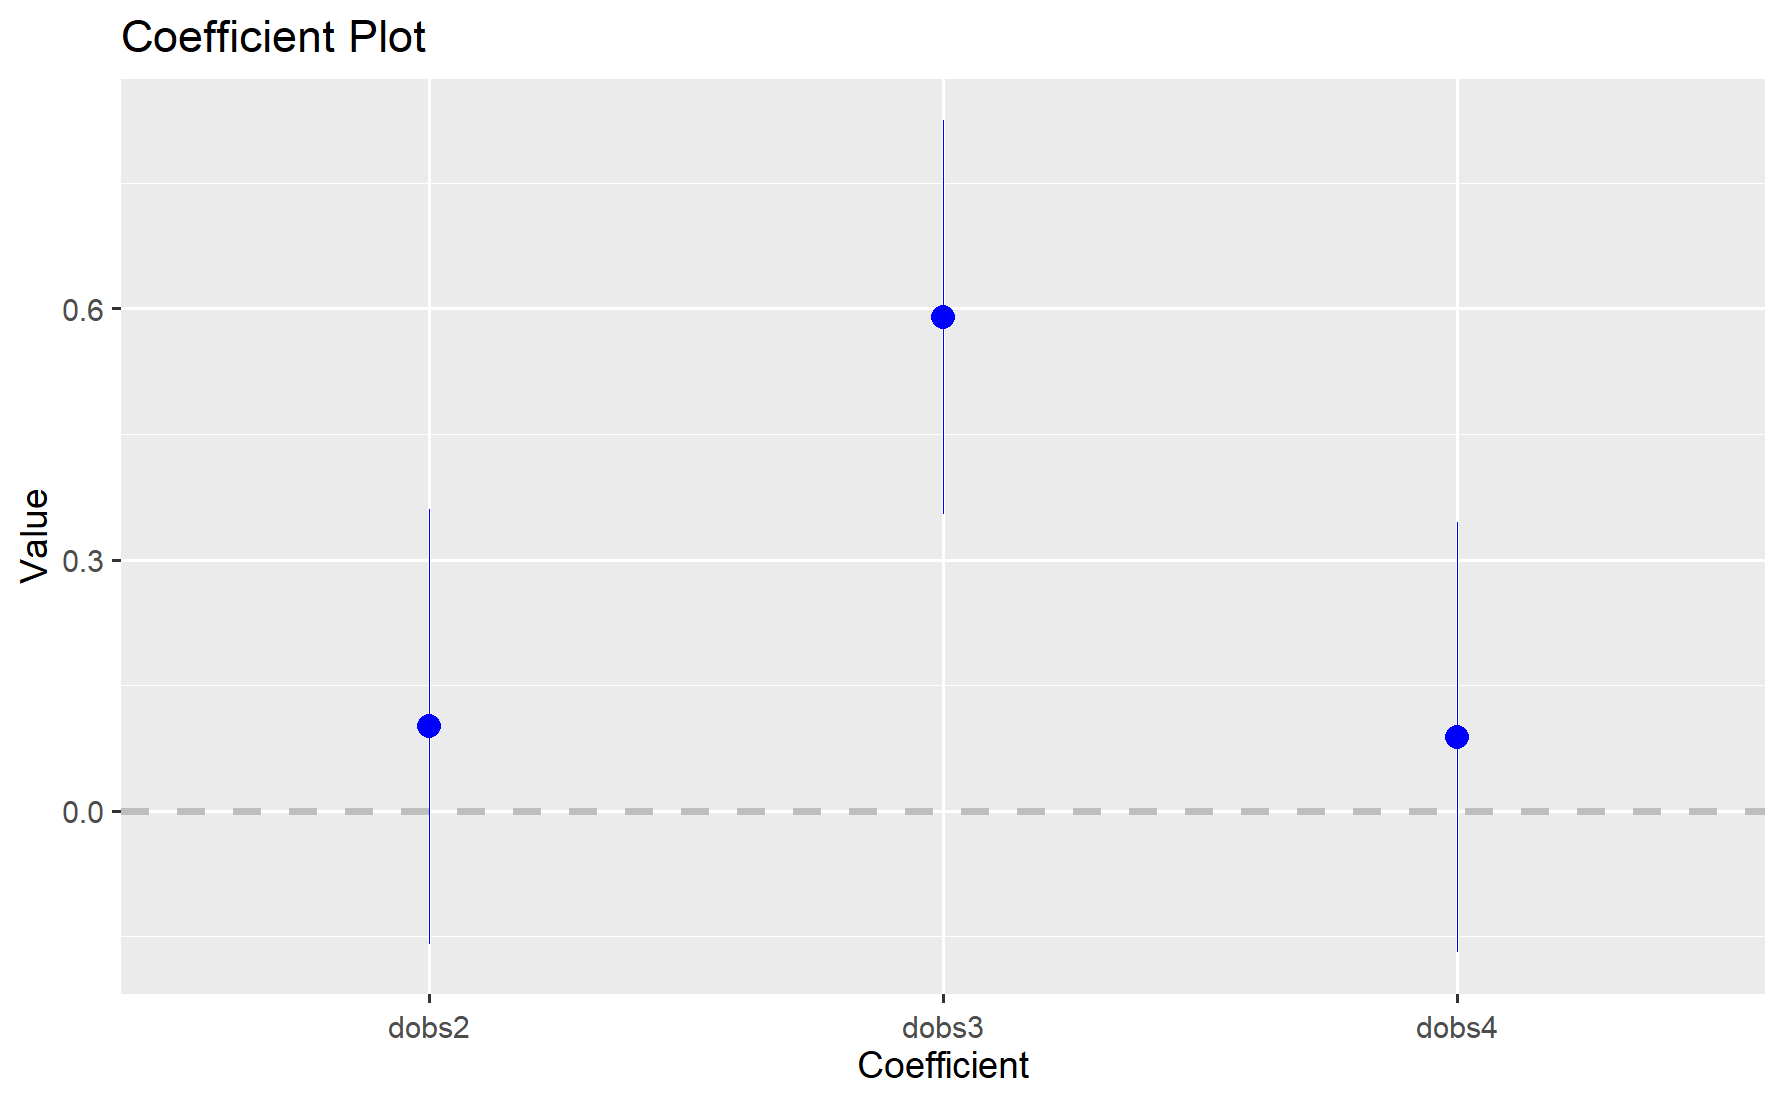 Coefficient Plot
Value
0.6
0.3
0.0
dobs2
dobs3
dobs4
Coefficient